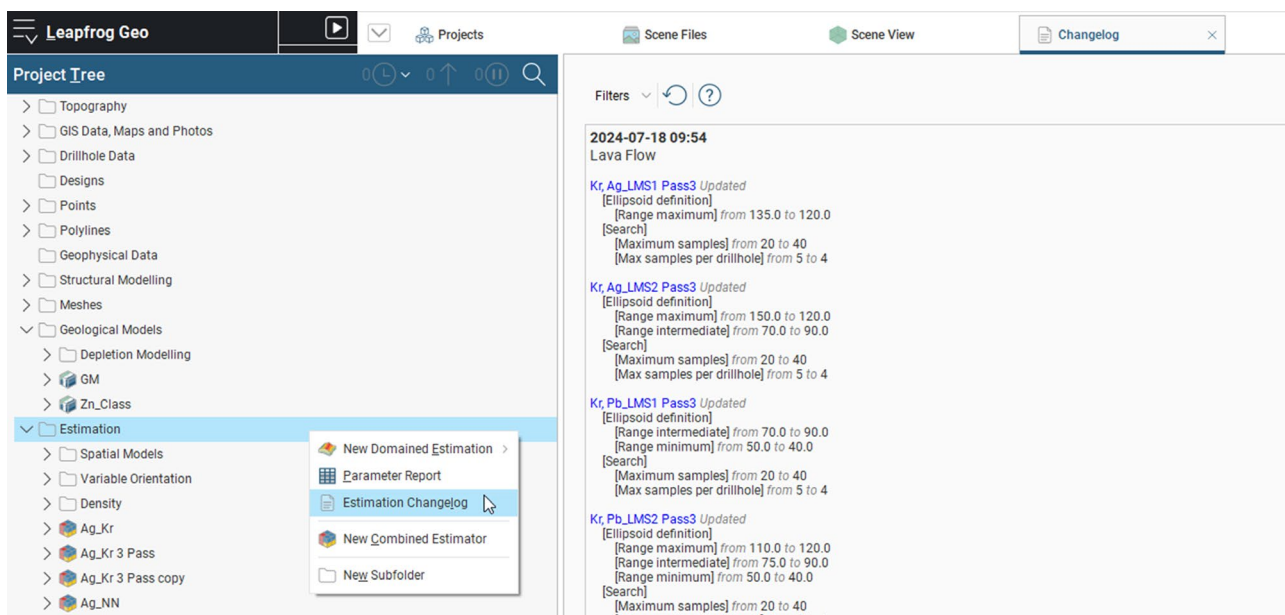 Leapfrog Geo
Projects
Scene Files
Scene View
Changelog
Project Tree
0
0
0
Topography
GIS Data, Maps and Photos
Drillhole Data
Designs
Points
Polylines
Geophysical Data
Structural Modelling
Meshes
Geological Models
Depletion Modelling
GM
Zn_Class
Estimation
Spatial Models
Variable Orientation
Density
Ag_Kr
Ag_Kr 3 Pass
Ag_Kr 3 Pass copy
Ag_NN
New Domained Estimation
Parameter Report
Estimation Changelog
New Combined Estimator
New Subfolder
Filters
?
2024-07-18 09:54
Lava Flow
Kr, Ag_LMS1 Pass3 Updated
[Ellipsoid definition]
[Range maximum] from 135.0 to 120.0
[Search]
[Maximum samples] from 20 to 40
[Max samples per drillhole] from 5 to 4
Kr, Ag_LMS2 Pass3 Updated
[Ellipsoid definition]
[Range maximum] from 150.0 to 120.0
[Range intermediate] from 70.0 to 90.0
[Search]
[Maximum samples] from 20 to 40
[Max samples per drillhole] from 5 to 4
Kr, Pb_LMS1 Pass3 Updated
[Ellipsoid definition]
[Range intermediate] from 70.0 to 90.0
[Range minimum] from 50.0 to 40.0
[Search]
[Maximum samples] from 20 to 40
[Max samples per drillhole] from 5 to 4
Kr, Pb_LMS2 Pass3 Updated
[Ellipsoid definition]
[Range maximum] from 110.0 to 120.0
[Range intermediate] from 75.0 to 90.0
[Range minimum] from 50.0 to 40.0
[Search]
[Maximum samples] from 20 to 40